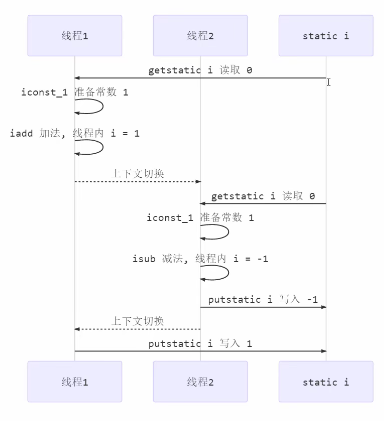 线程1
线程2
static i
getstatic i 读取 0
iconst_1 准备常数 1
iadd 加法, 线程内 i = 1
上下文切换
getstatic i 读取 0
iconst_1 准备常数 1
isub 减法, 线程内 i = -1
putstatic i 写入 -1
上下文切换
putstatic i 写入 1
线程1
线程2
static i